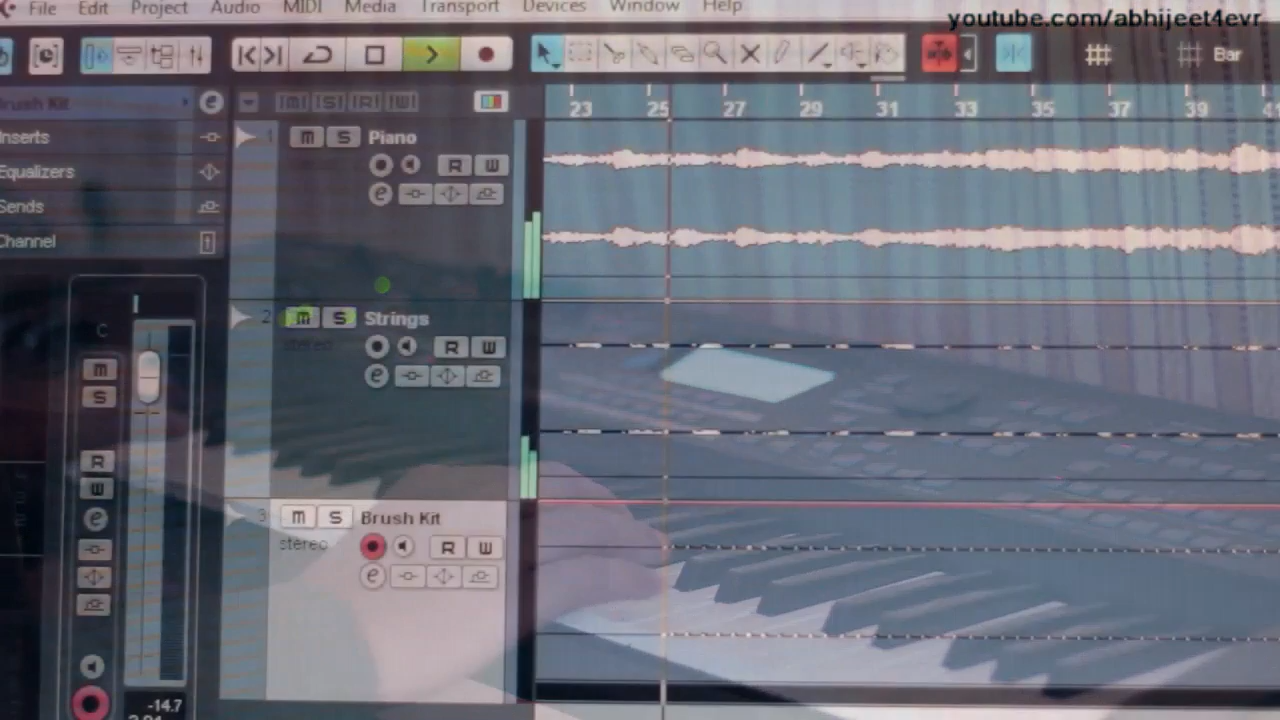 File Edit Project Audio MIDI Media Transport Devices Window Help
youtube.com/abhijeet4evr
Bar
Brush Kit
23 25 27 29 31 33 35 37 39 41
Inserts
1 m S Piano
R W
Equalizers
Sends
Channel
2 m S Strings
stereo
R W
C
m
S
R
W
3 m S Brush Kit
stereo
R W
-14.7